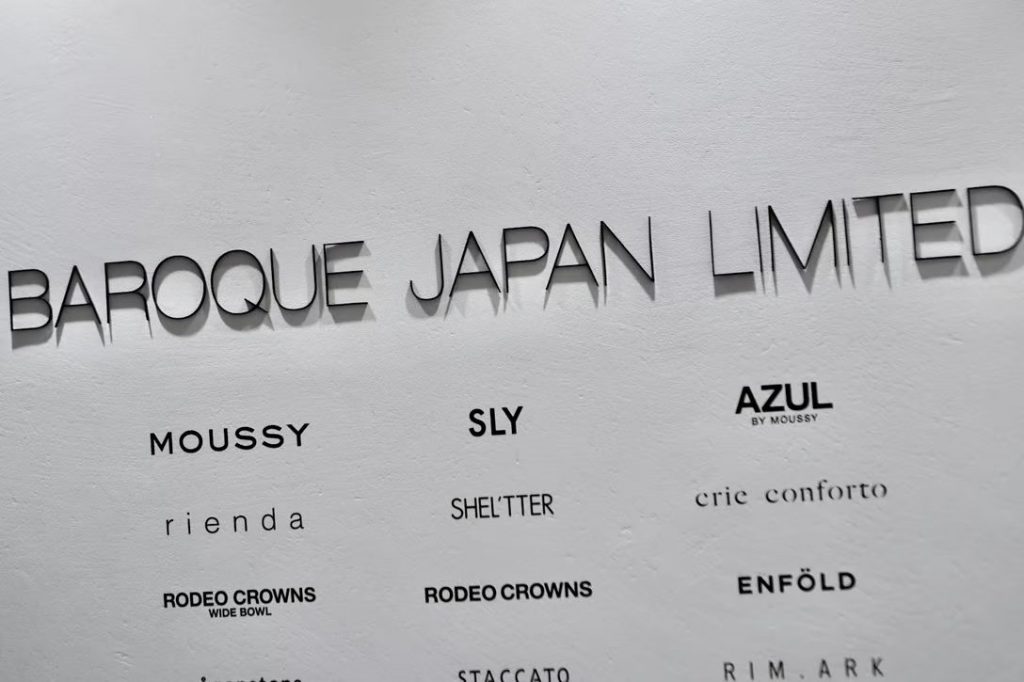 BAROQUE JAPAN LIMITED
MOUSSY
SLY
AZUL
BY MOUSSY
rienda
SHEL'TTER
crie conforto
RODEO CROWNS
WIDE BOWL
RODEO CROWNS
ENFÖLD
STACCATO
RIM.ARK